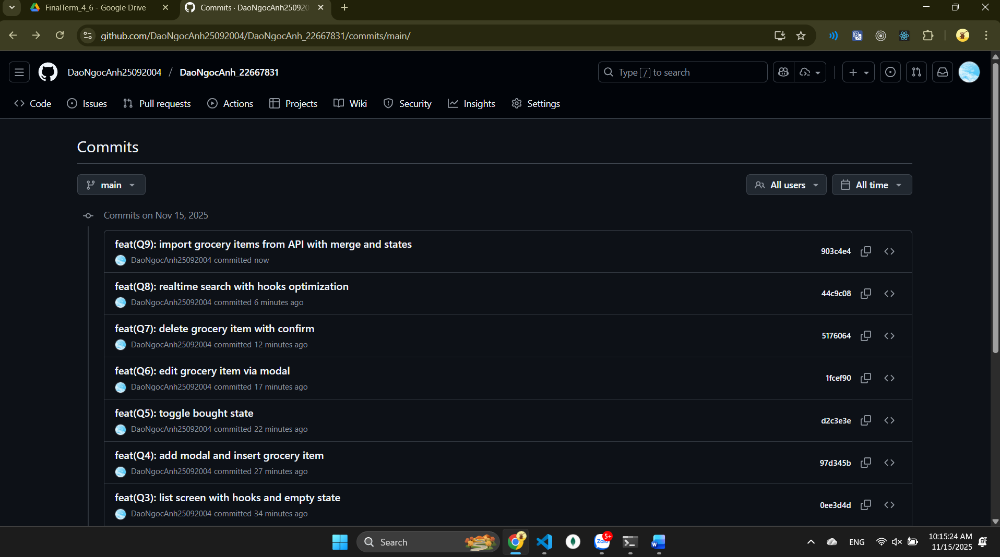 FinalTerm_4_6 - Google Drive
Commits · DaoNgocAnh250920
github.com/DaoNgocAnh25092004/DaoNgocAnh_22667831/commits/main/
DaoNgocAnh25092004 / DaoNgocAnh_22667831
Type / to search
Code Issues Pull requests Actions Projects Wiki Security Insights Settings
Commits
main
All users
All time
Commits on Nov 15, 2025
feat(Q9): import grocery items from API with merge and states
DaoNgocAnh25092004 committed now
903c4e4
feat(Q8): realtime search with hooks optimization
DaoNgocAnh25092004 committed 6 minutes ago
44c9c08
feat(Q7): delete grocery item with confirm
DaoNgocAnh25092004 committed 12 minutes ago
5176064
feat(Q6): edit grocery item via modal
DaoNgocAnh25092004 committed 17 minutes ago
1fcef90
feat(Q5): toggle bought state
DaoNgocAnh25092004 committed 22 minutes ago
d2c3e3e
feat(Q4): add modal and insert grocery item
DaoNgocAnh25092004 committed 27 minutes ago
97d345b
feat(Q3): list screen with hooks and empty state
DaoNgocAnh25092004 committed 34 minutes ago
0ee3d4d
Search
Zalo
5+
W
ENG
10:15:24 AM
11/15/2025